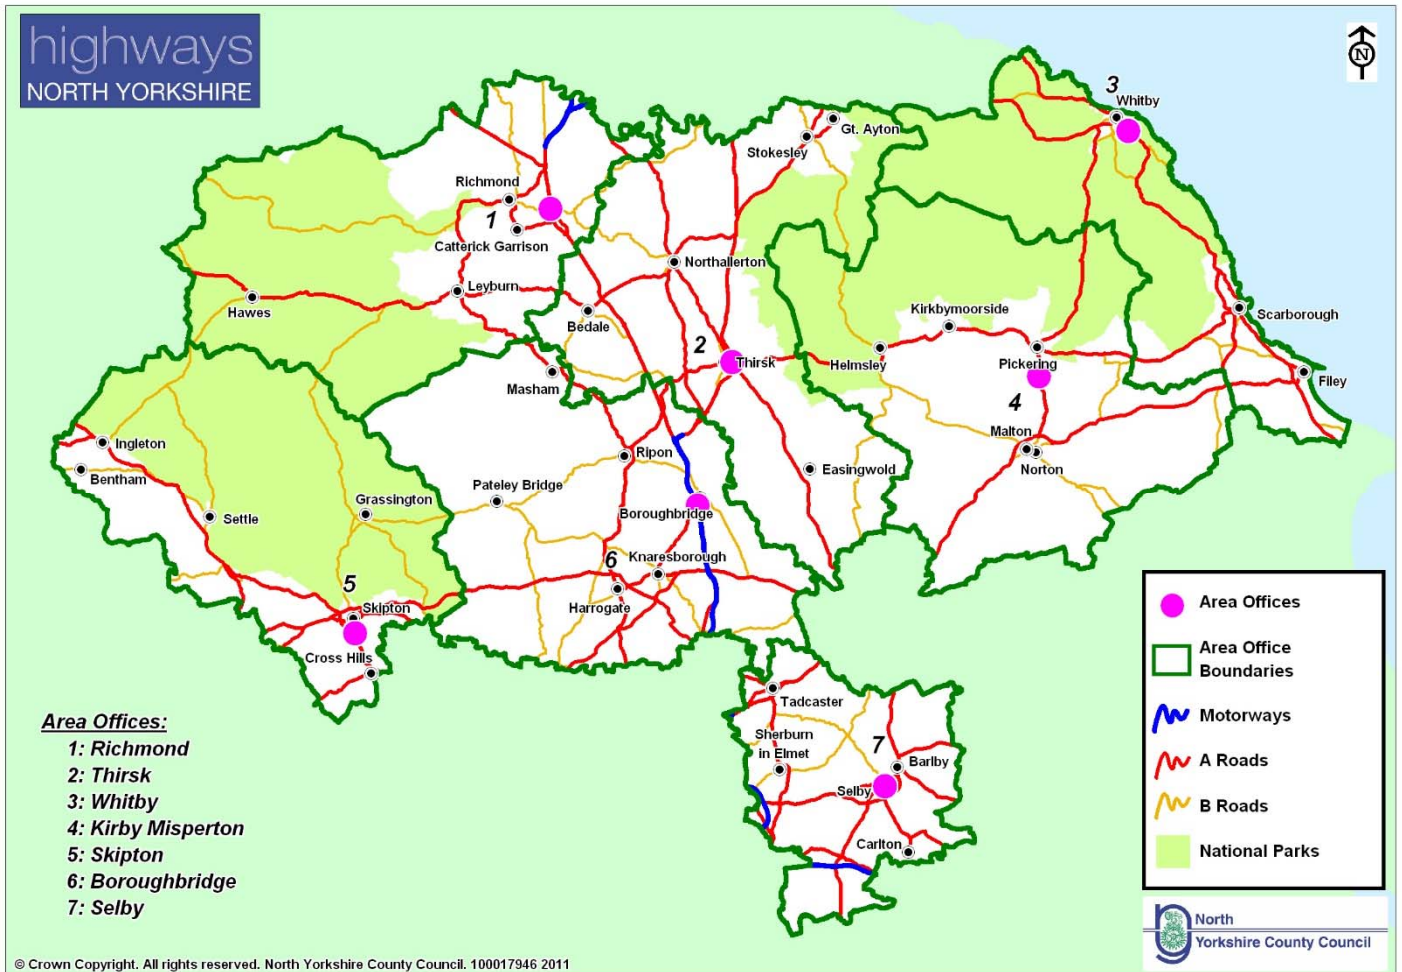 highways
NORTH YORKSHIRE
N
3
Whitby
Gt. Ayton
Stokesley
Richmond
1
Catterick Garrison
Northallerton
Leyburn
Hawes
Bedale
Kirkbymoorside
Scarborough
2
Thirsk
Helmsley
Pickering
Filey
Masham
4
Malton
Norton
Ingleton
Bentham
Ripon
Easingwold
Pateley Bridge
Grassington
Settle
Boroughbridge
Knaresborough
6
Harrogate
5
Skipton
Cross Hills
Tadcaster
Sherburn
in Elmet
7
Barlby
Selby
Carlton
Area Offices:
1: Richmond
2: Thirsk
3: Whitby
4: Kirby Misperton
5: Skipton
6: Boroughbridge
7: Selby
Area Offices
Area Office
Boundaries
Motorways
A Roads
B Roads
National Parks
North
Yorkshire County Council
© Crown Copyright. All rights reserved. North Yorkshire County Council. 100017946 2011